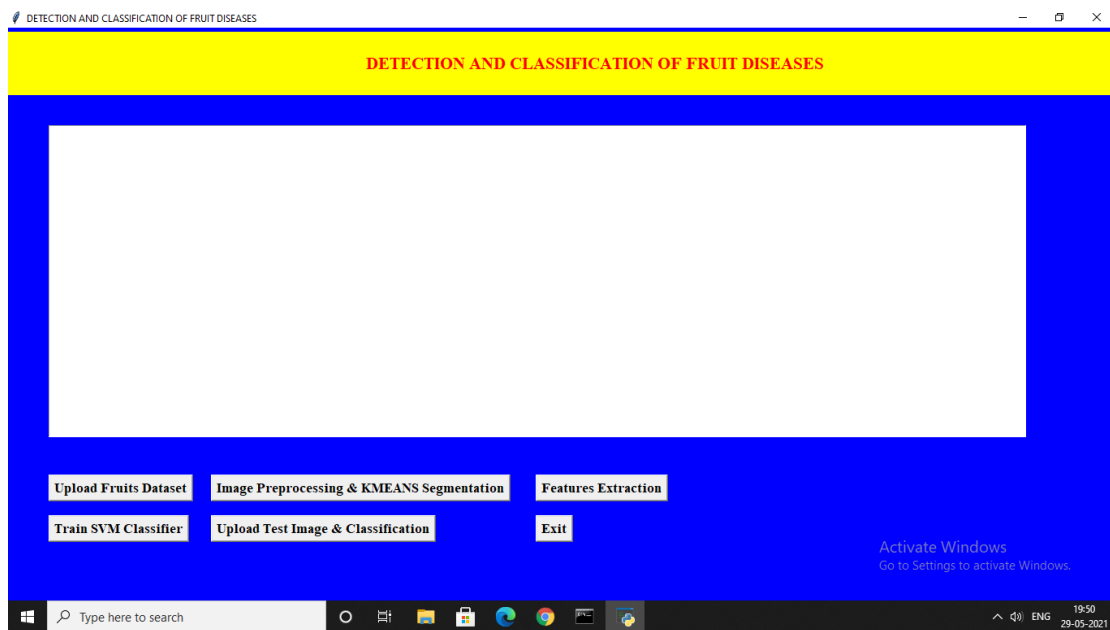 DETECTION AND CLASSIFICATION OF FRUIT DISEASES
DETECTION AND CLASSIFICATION OF FRUIT DISEASES
Upload Fruits Dataset
Image Preprocessing & KMEANS Segmentation
Features Extraction
Train SVM Classifier
Upload Test Image & Classification
Exit
Activate Windows
Go to Settings to activate Windows.
Type here to search
ENG
19:50
29-05-2021